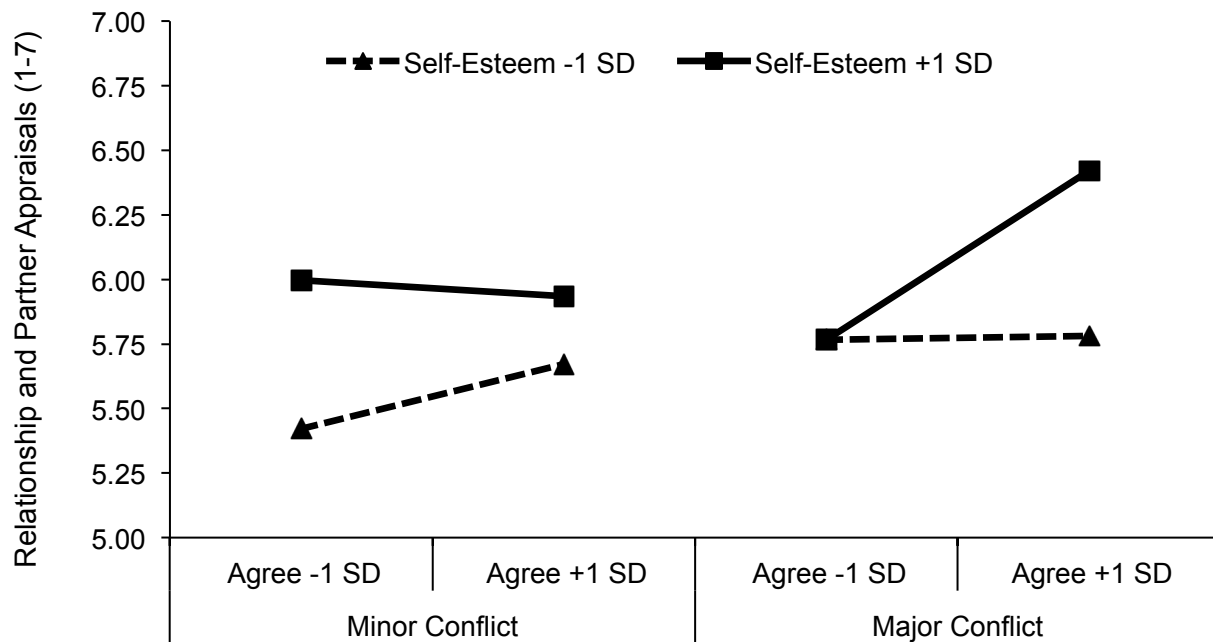 Relationship and Partner Appraisals (1-7)
7.00
6.75
6.50
6.25
6.00
5.75
5.50
5.25
5.00
Self-Esteem -1 SD
Self-Esteem +1 SD
Agree -1 SD
Agree +1 SD
Agree -1 SD
Agree +1 SD
Minor Conflict
Major Conflict